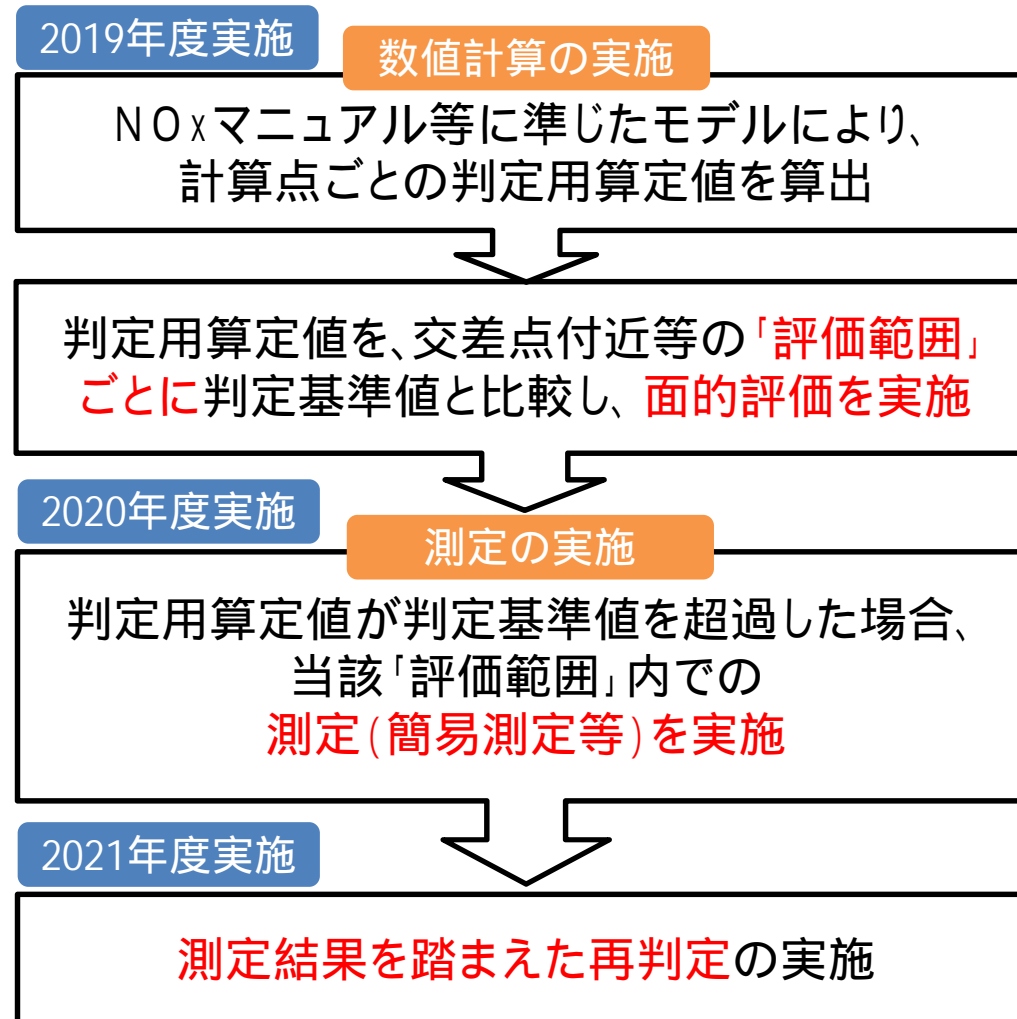 2019年度実施
数値計算の実施
NOxマニュアル等に準じたモデルにより、
計算点ごとの判定用算定値を算出
判定用算定値を、交差点付近等の「評価範囲」
ごとに判定基準値と比較し、面的評価を実施
2020年度実施
測定の実施
判定用算定値が判定基準値を超過した場合、
当該「評価範囲」内での
測定(簡易測定等)を実施
2021年度実施
測定結果を踏まえた再判定の実施